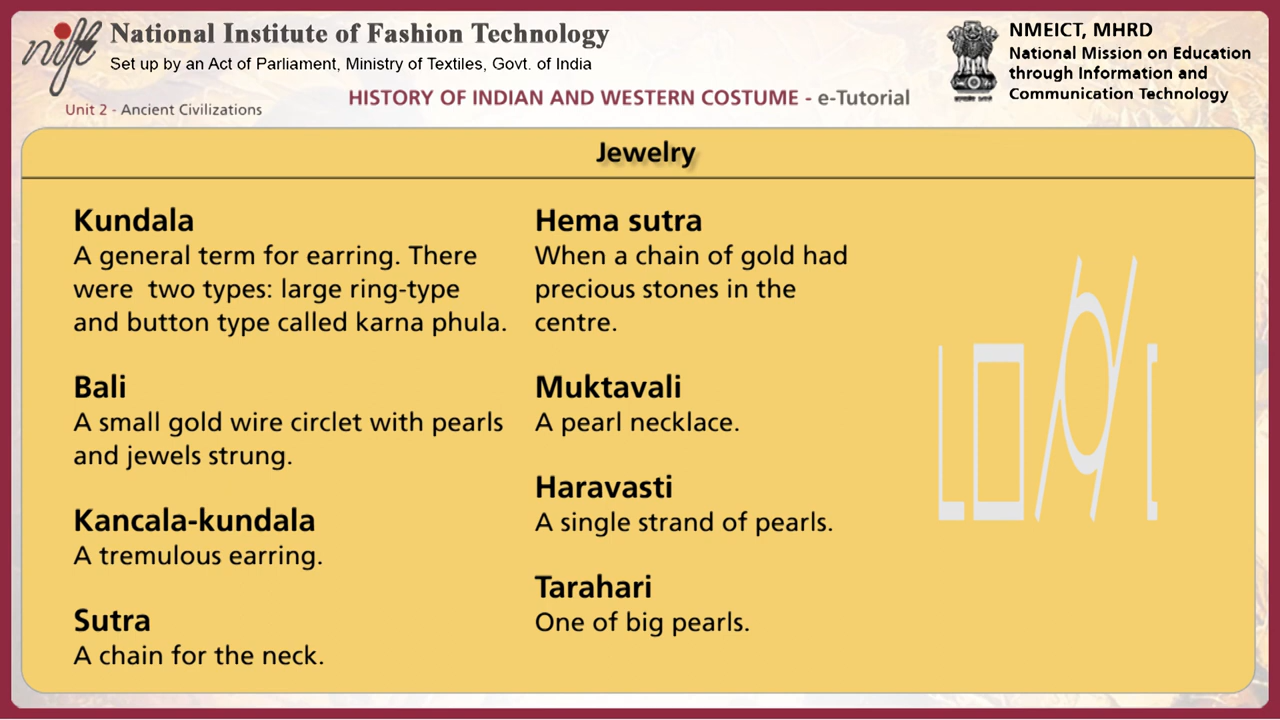 nift
National Institute of Fashion Technology
Set up by an Act of Parliament, Ministry of Textiles, Govt. of India
NMEICT, MHRD
National Mission on Education
through Information and
Communication Technology
Unit 2 - Ancient Civilizations
HISTORY OF INDIAN AND WESTERN COSTUME - e-Tutorial
Jewelry
Kundala
A general term for earring. There
were two types: large ring-type
and button type called karna phula.
Bali
A small gold wire circlet with pearls
and jewels strung.
Kancala-kundala
A tremulous earring.
Sutra
A chain for the neck.
Hema sutra
When a chain of gold had
precious stones in the
centre.
Muktavali
A pearl necklace.
Haravasti
A single strand of pearls.
Tarahari
One of big pearls.